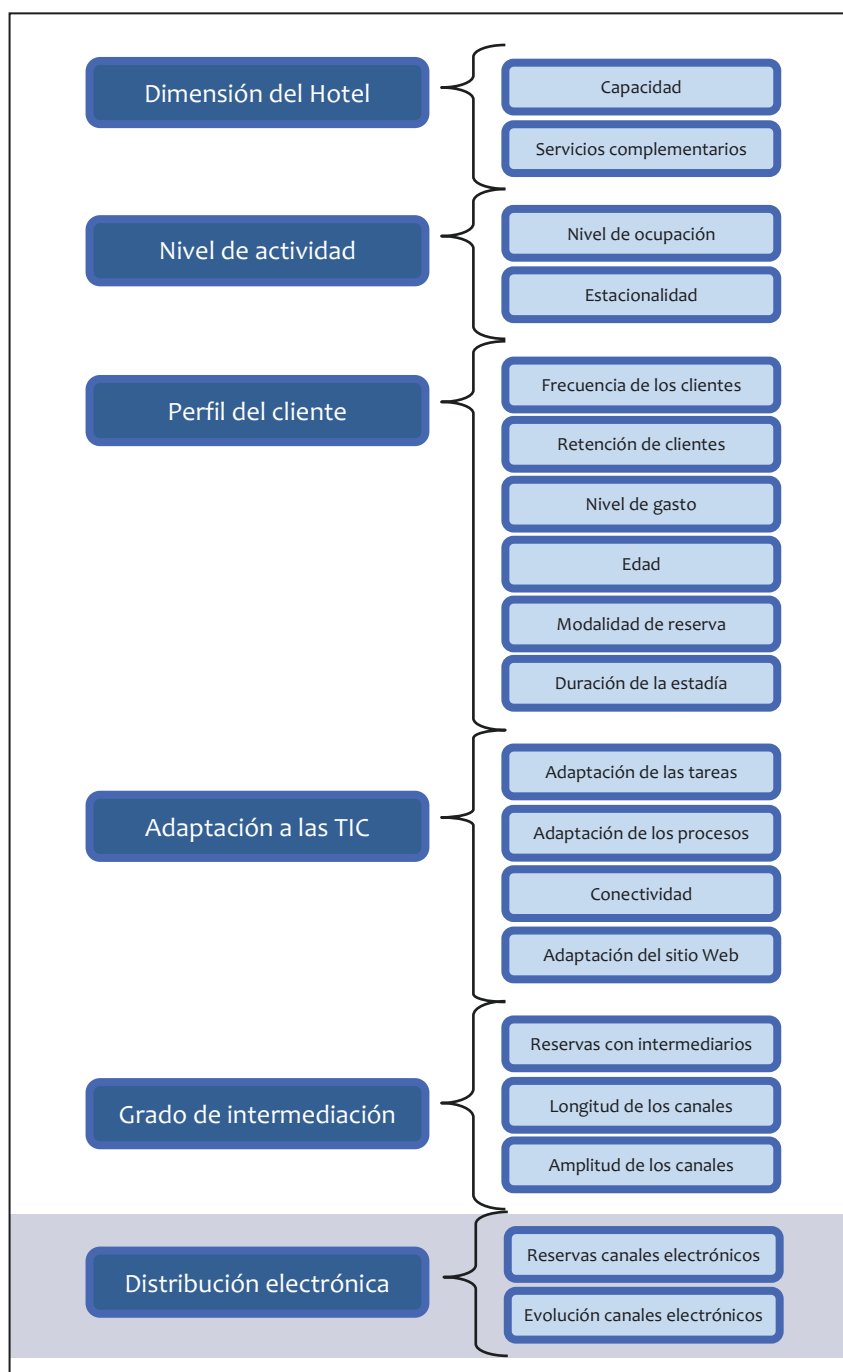 Dimensión del Hotel
Capacidad
Servicios complementarios
Nivel de actividad
Nivel de ocupación
Estacionalidad
Perfil del cliente
Frecuencia de los clientes
Retención de clientes
Nivel de gasto
Edad
Modalidad de reserva
Duración de la estadía
Adaptación a las TIC
Adaptación de las tareas
Adaptación de los procesos
Conectividad
Adaptación del sitio Web
Grado de intermediación
Reservas con intermediarios
Longitud de los canales
Amplitud de los canales
Distribución electrónica
Reservas canales electrónicos
Evolución canales electrónicos